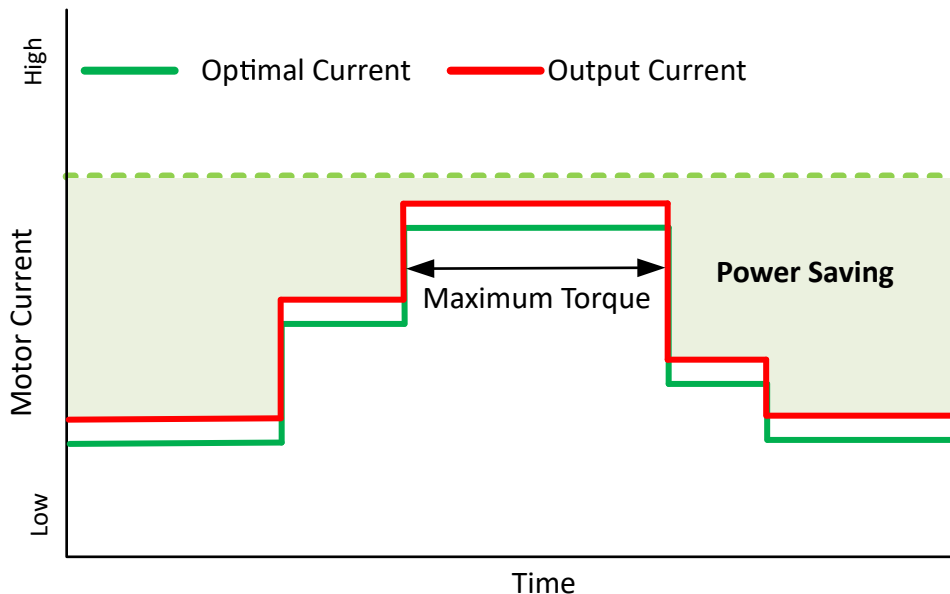 High
Optimal Current
Output Current
Power Saving
Maximum Torque
Motor Current
Low
Time